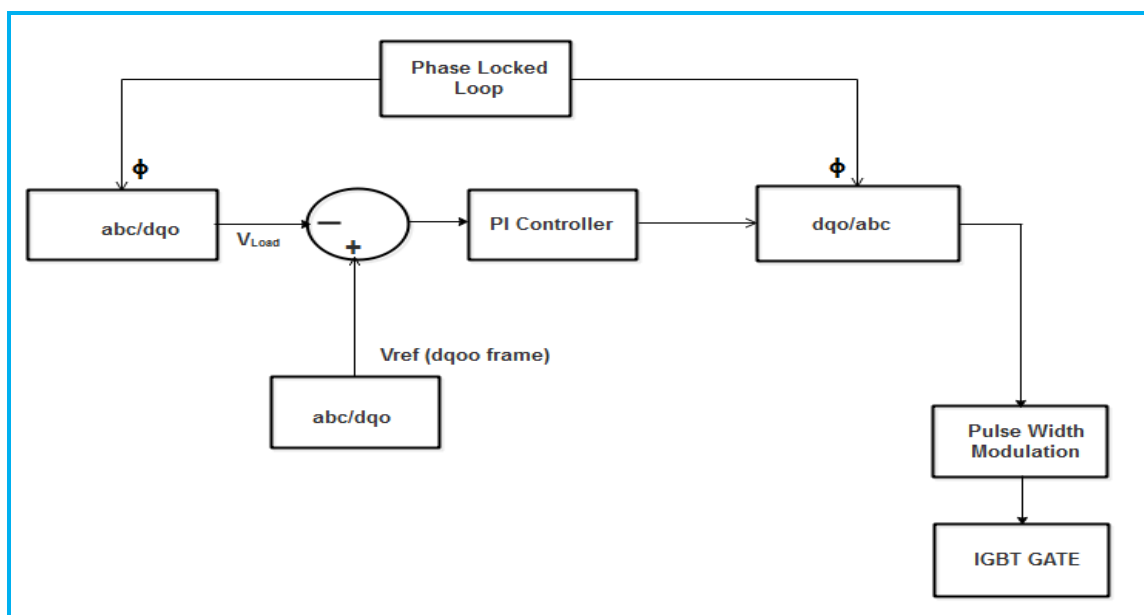 Phase Locked
Loop
ϕ
ϕ
abc/dqo
V_Load
−
+
PI Controller
dqo/abc
Vref (dqoo frame)
abc/dqo
Pulse Width
Modulation
IGBT GATE